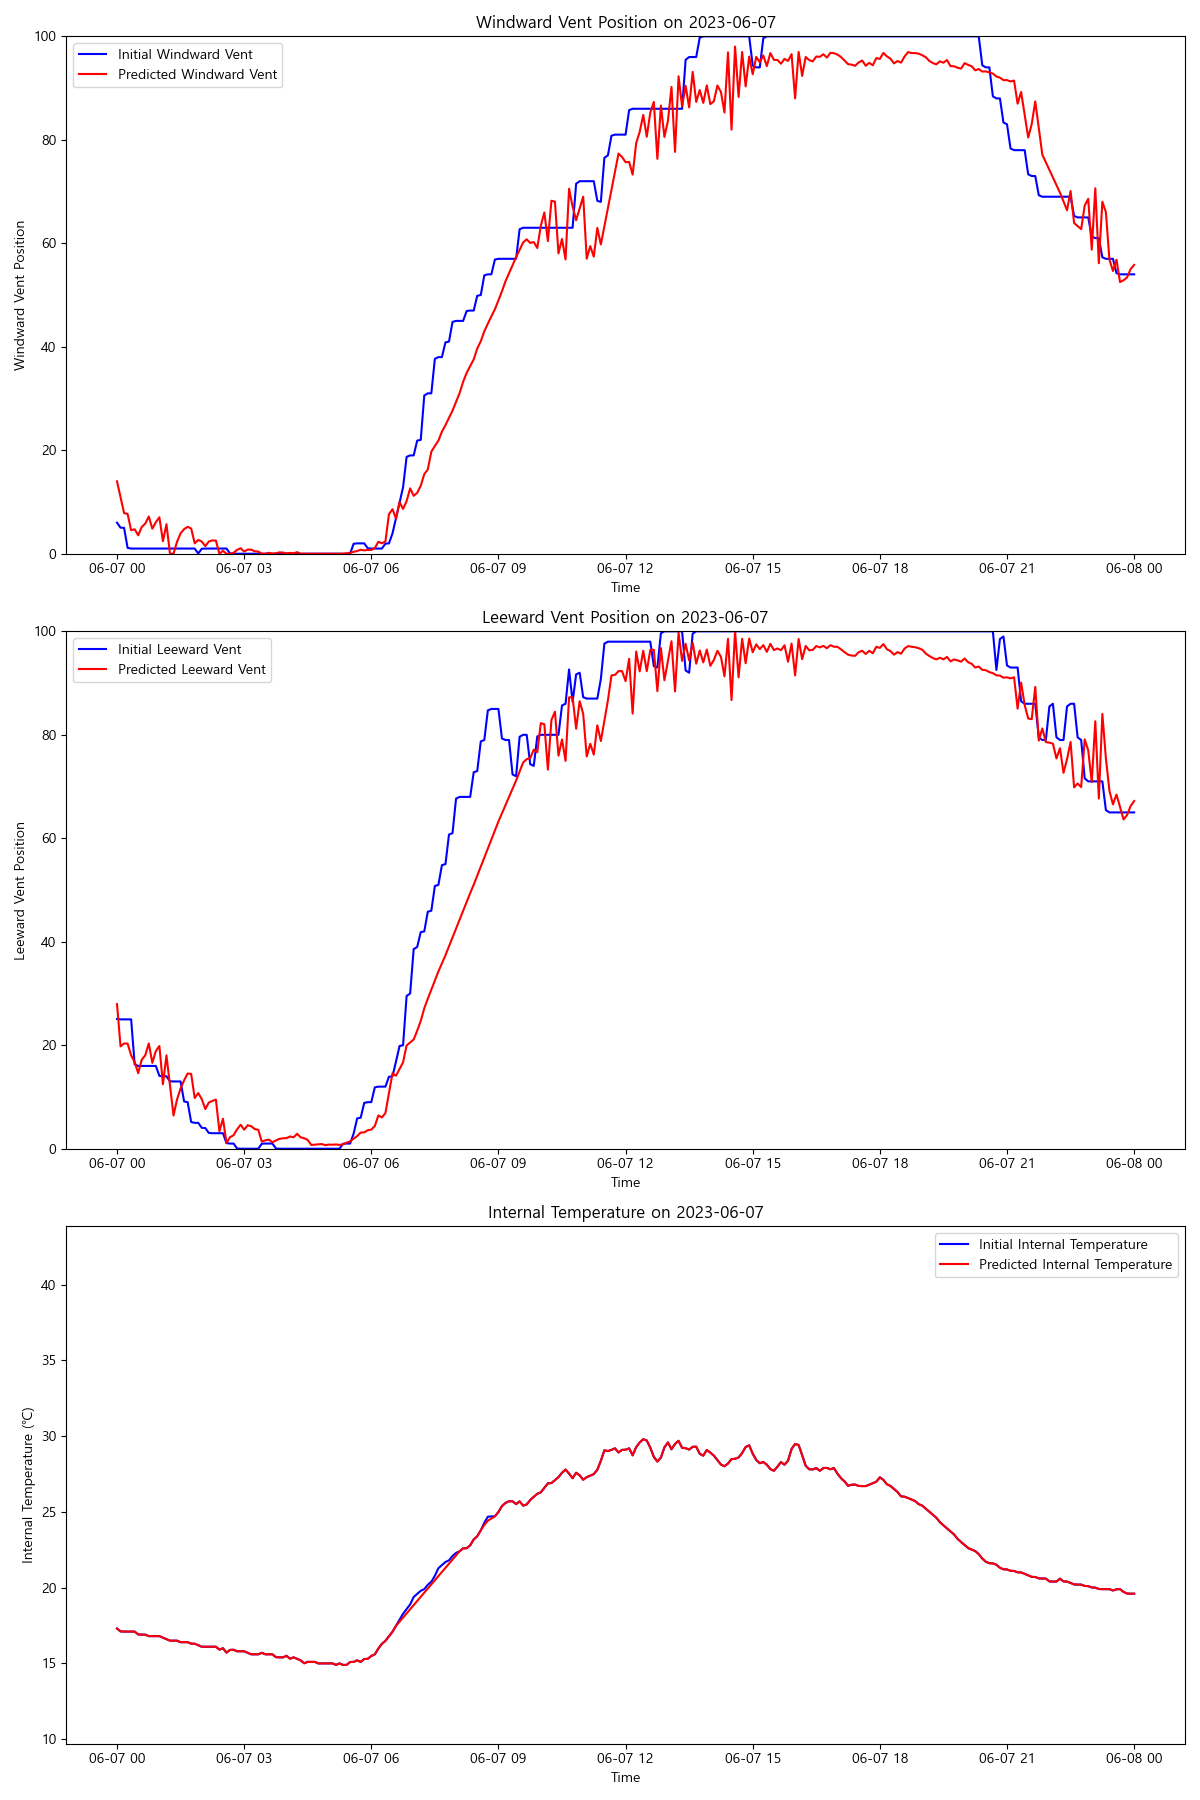 Windward Vent Position on 2023-06-07
Initial Windward Vent
Predicted Windward Vent
Windward Vent Position
100
80
60
40
20
0
06-07 00 06-07 03 06-07 06 06-07 09 06-07 12 06-07 15 06-07 18 06-07 21 06-08 00
Time
Leeward Vent Position on 2023-06-07
Initial Leeward Vent
Predicted Leeward Vent
Leeward Vent Position
100
80
60
40
20
0
06-07 00 06-07 03 06-07 06 06-07 09 06-07 12 06-07 15 06-07 18 06-07 21 06-08 00
Time
Internal Temperature on 2023-06-07
Initial Internal Temperature
Predicted Internal Temperature
Internal Temperature (℃)
40
35
30
25
20
15
10
06-07 00 06-07 03 06-07 06 06-07 09 06-07 12 06-07 15 06-07 18 06-07 21 06-08 00
Time